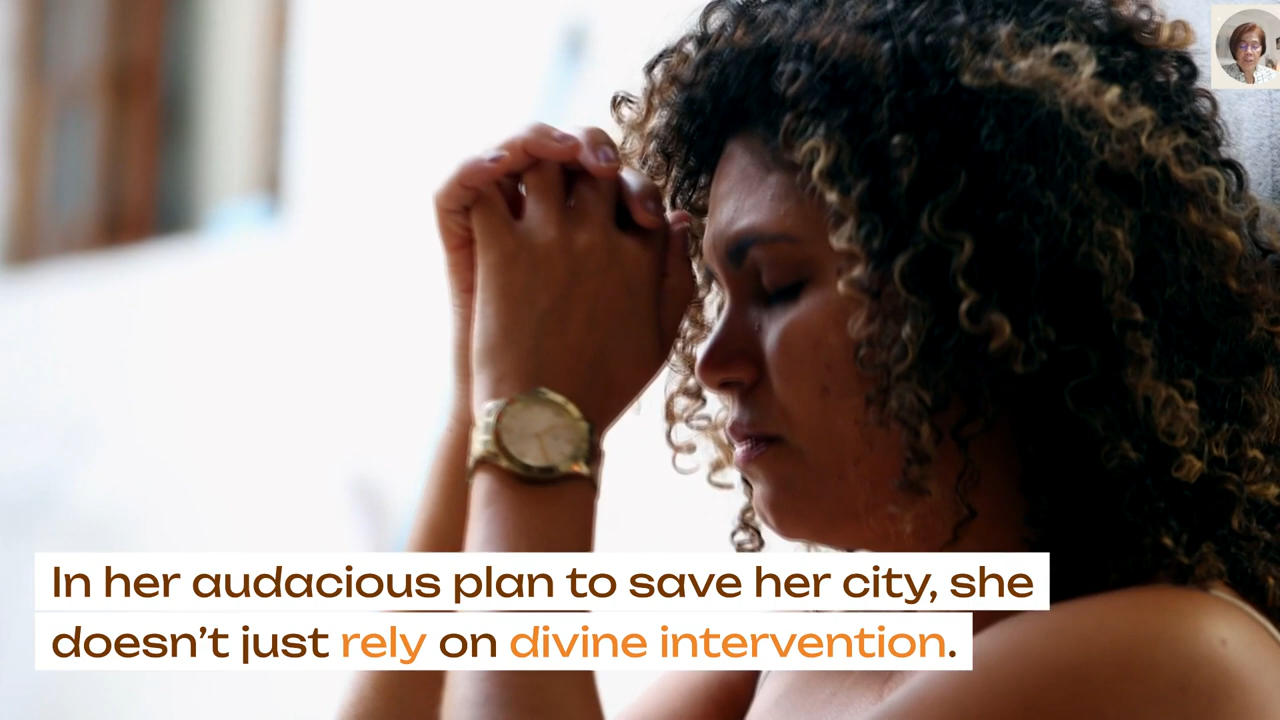 In her audacious plan to save her city, she
doesn’t just rely on divine intervention.